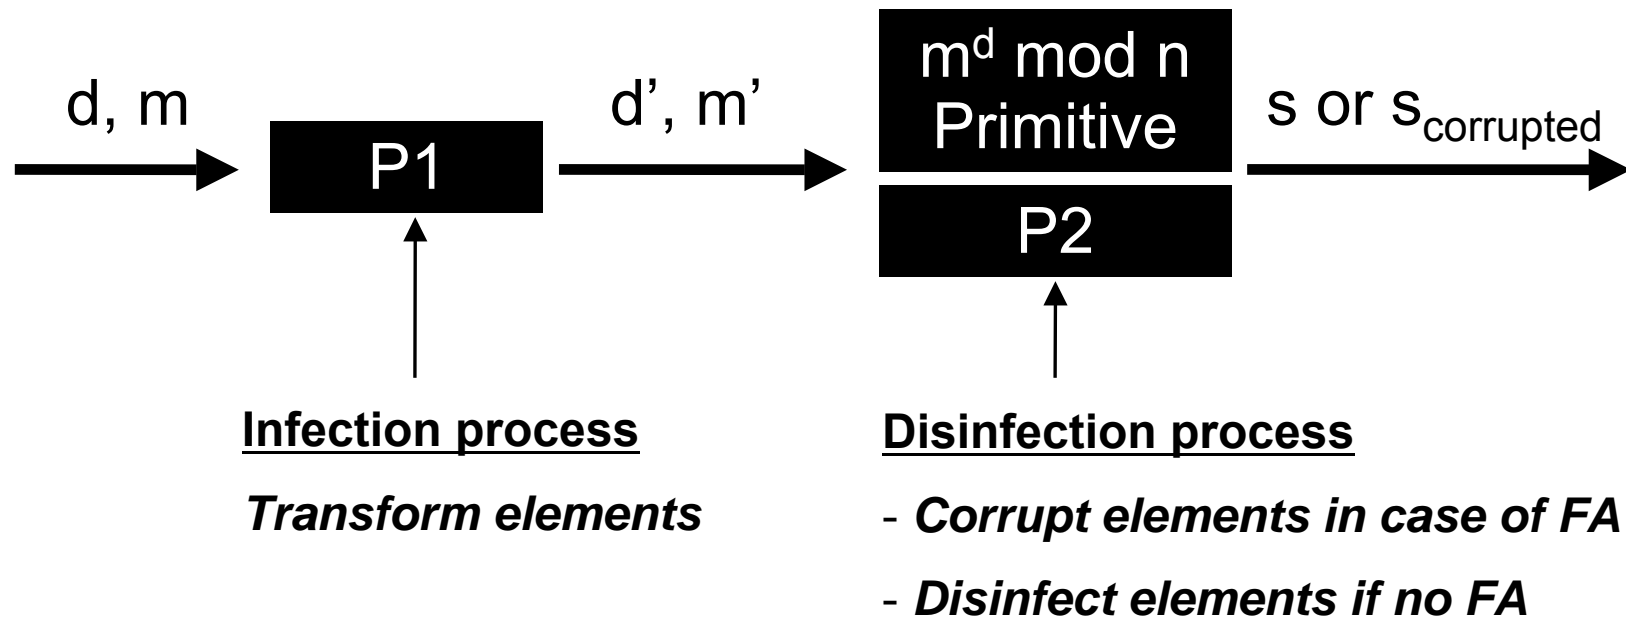 d, m
P1
d’, m’
mᵈ mod n
Primitive
P2
s or s_corrupted
Infection process
Transform elements
Disinfection process
- Corrupt elements in case of FA
- Disinfect elements if no FA